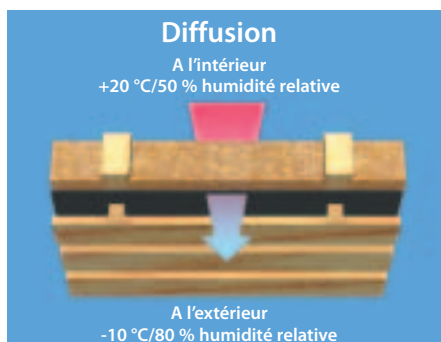 Diffusion
A l'intérieur
+20 °C/50 % humidité relative
A l'extérieur
-10 °C/80 % humidité relative